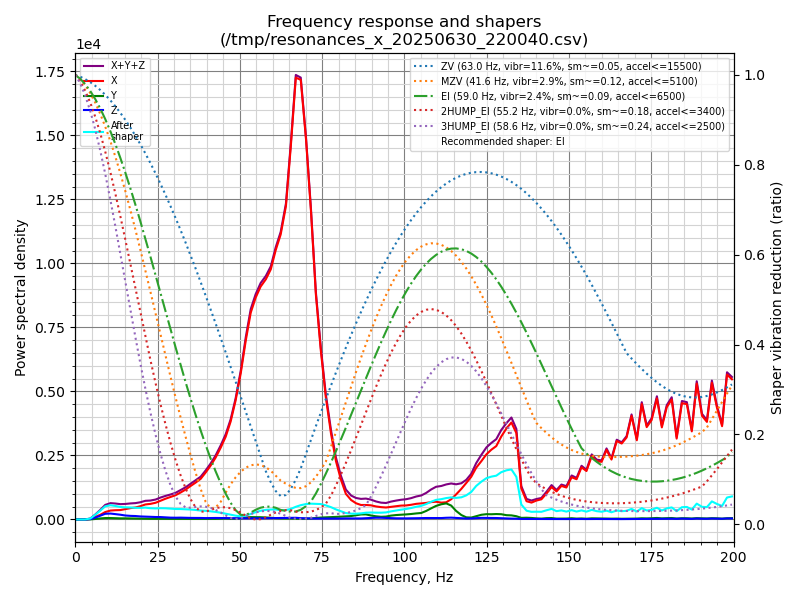 Frequency response and shapers
(/tmp/resonances_x_20250630_220040.csv)
1e4
X+Y+Z
X
Y
Z
After
shaper
ZV (63.0 Hz, vibr=11.6%, sm~=0.05, accel<=15500)
MZV (41.6 Hz, vibr=2.9%, sm~=0.12, accel<=5100)
EI (59.0 Hz, vibr=2.4%, sm~=0.09, accel<=6500)
2HUMP_EI (55.2 Hz, vibr=0.0%, sm~=0.18, accel<=3400)
3HUMP_EI (58.6 Hz, vibr=0.0%, sm~=0.24, accel<=2500)
Recommended shaper: EI
Power spectral density
1.75
1.50
1.25
1.00
0.75
0.50
0.25
0.00
1.0
0.8
0.6
0.4
0.2
0.0
Shaper vibration reduction (ratio)
0 25 50 75 100 125 150 175 200
Frequency, Hz